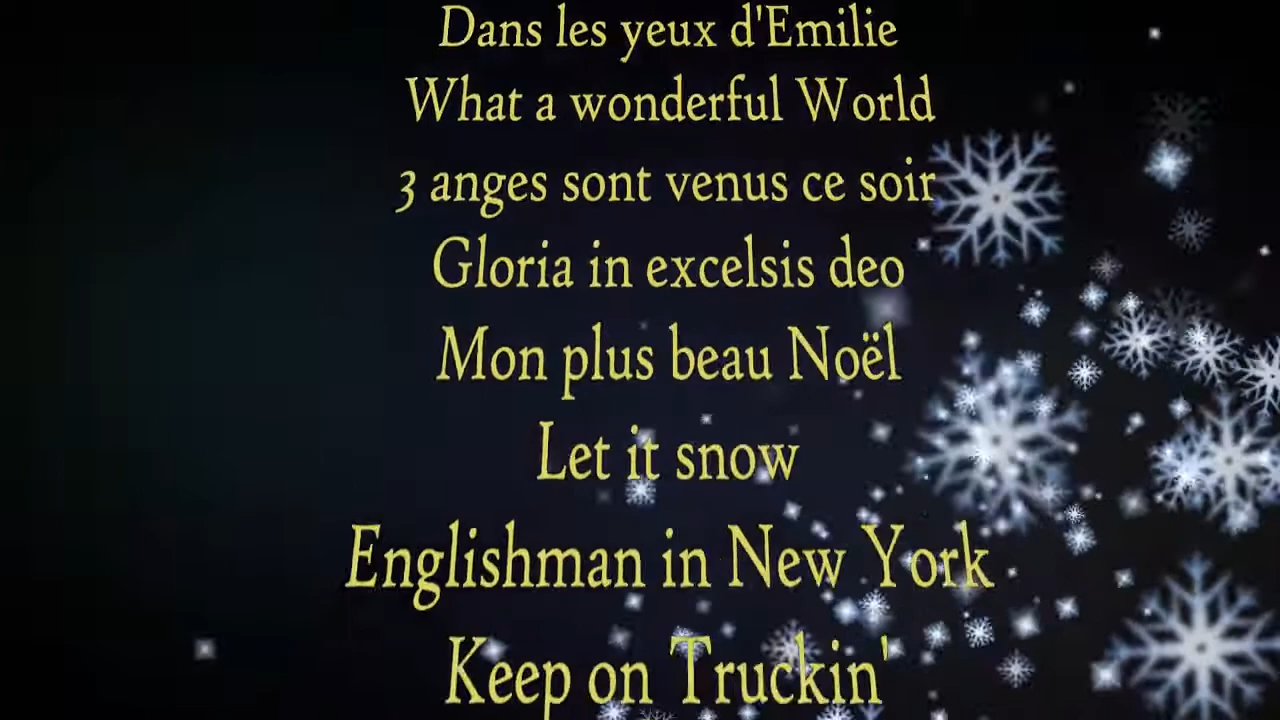 Dans les yeux d'Emilie
What a wonderful World
3 anges sont venus ce soir
Gloria in excelsis deo
Mon plus beau Noël
Let it snow
Englishman in New York
Keep on Truckin'